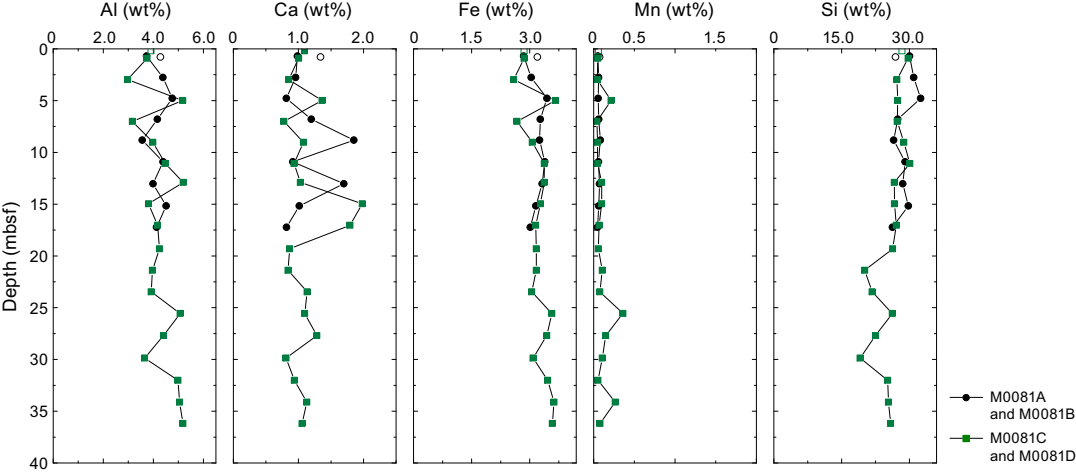 Al (wt%) Ca (wt%) Fe (wt%) Mn (wt%) Si (wt%)
0 2.0 4.0 6.0 0 1.0 2.0 0 3.0 0 0.5 1.5 0 15.0 30.0
0
5
10
15
20
25
30
35
40
Depth (mbsf)
M0081A
and M0081B
M0081C
and M0081D